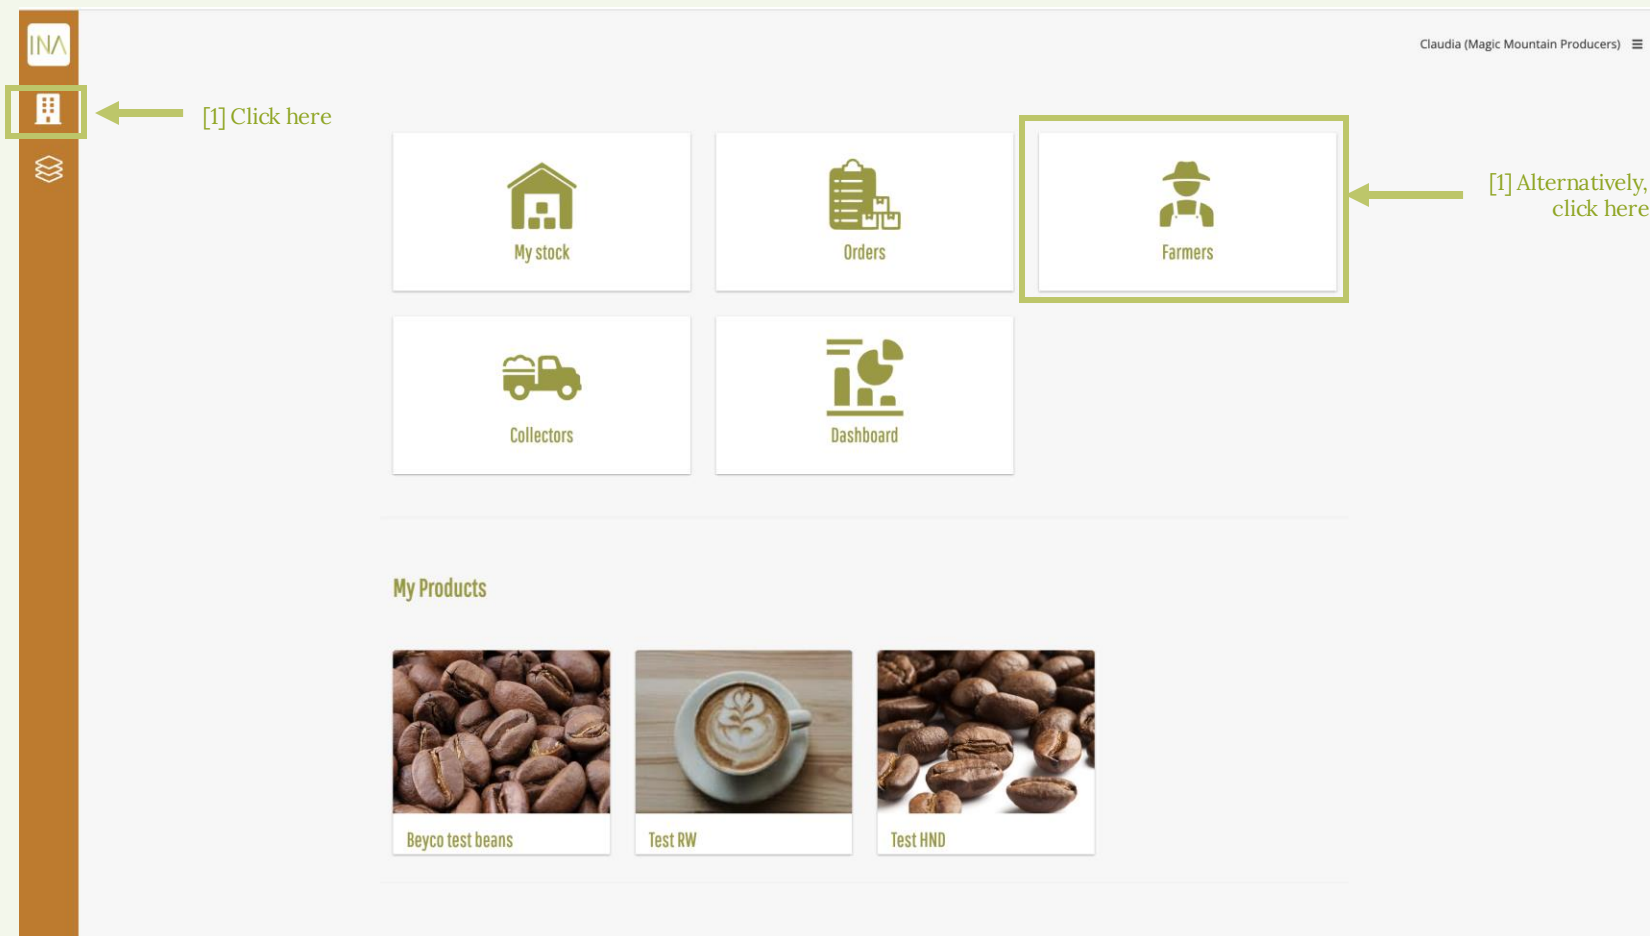 INA
Claudia (Magic Mountain Producers)
[1] Click here
[1] Alternatively,
click here
My stock
Orders
Farmers
Collectors
Dashboard
My Products
Beyco test beans
Test RW
Test HND